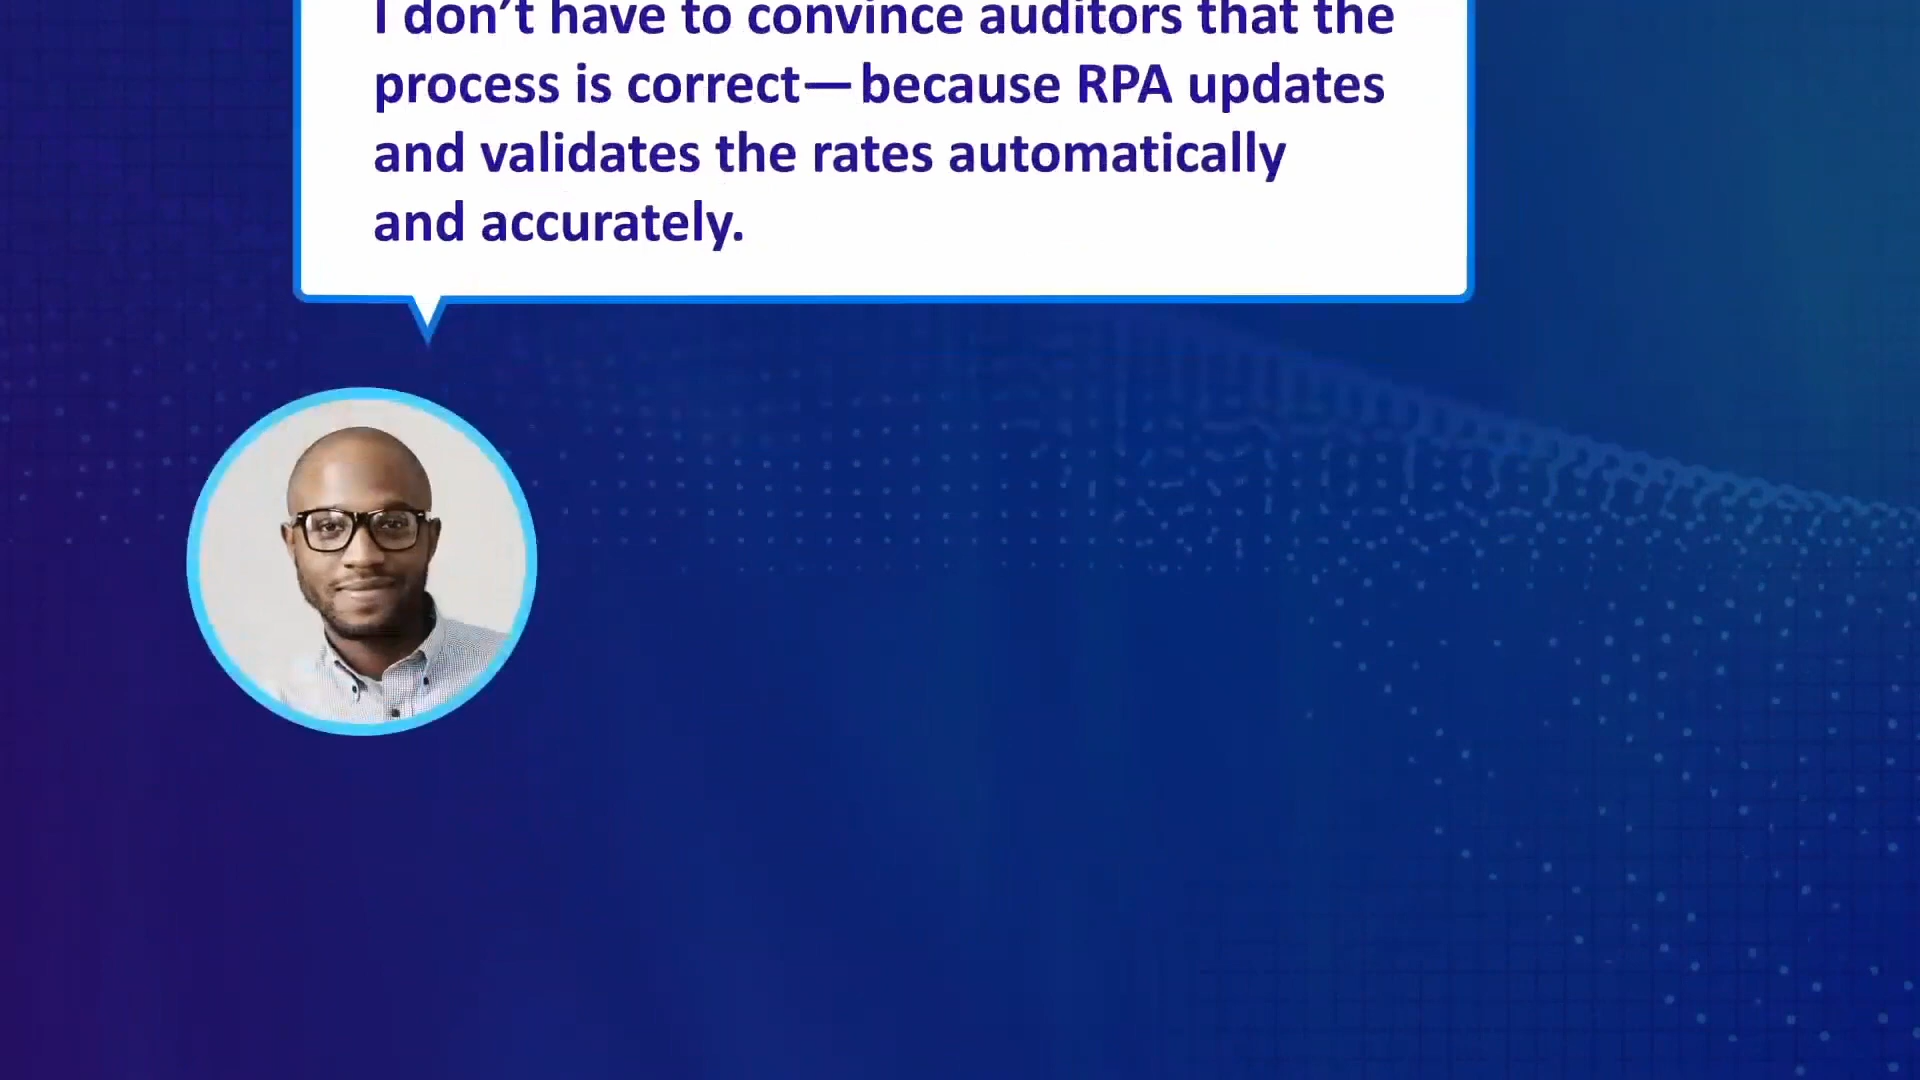 I don't have to convince auditors that the
process is correct—because RPA updates
and validates the rates automatically
and accurately.